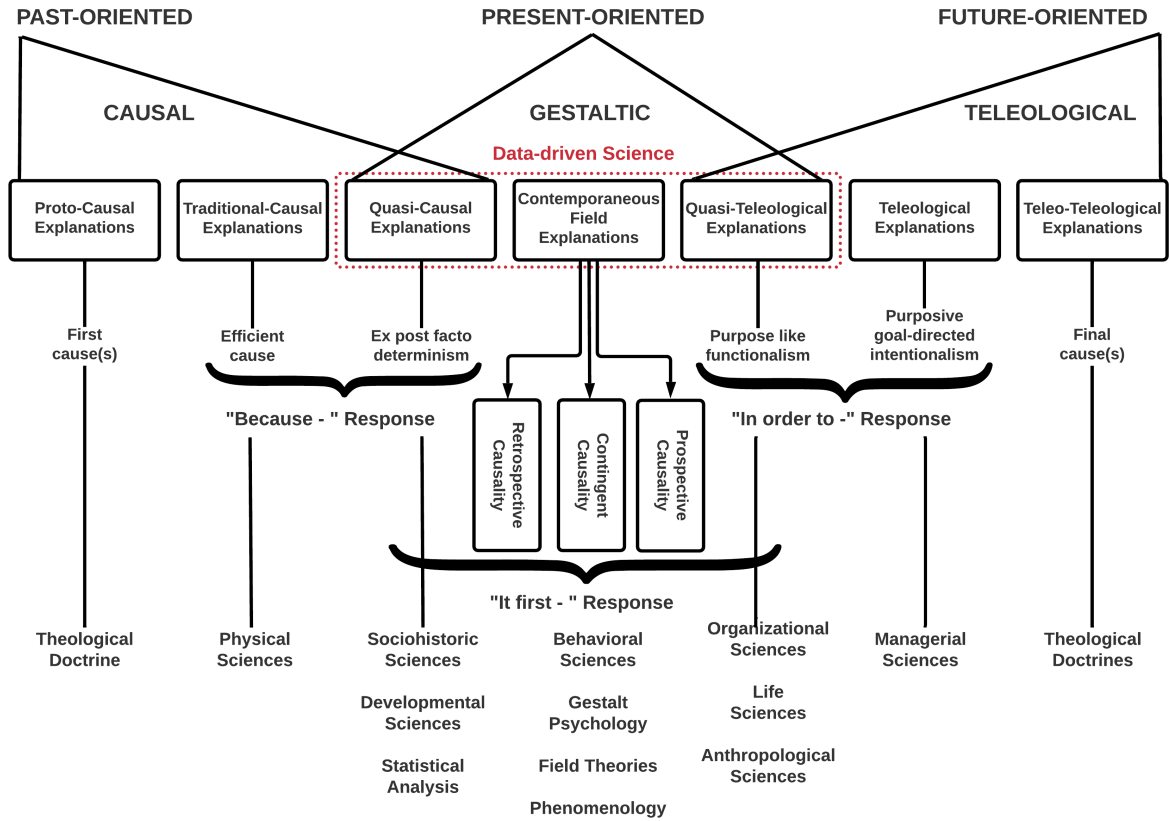 PAST-ORIENTED
PRESENT-ORIENTED
FUTURE-ORIENTED
CAUSAL
GESTALTIC
TELEOLOGICAL
Data-driven Science
Proto-Causal
Explanations
Traditional-Causal
Explanations
Quasi-Causal
Explanations
Contemporaneous
Field
Explanations
Quasi-Teleological
Explanations
Teleological
Explanations
Teleo-Teleological
Explanations
First
cause(s)
Efficient
cause
Ex post facto
determinism
Purpose like
functionalism
Purposive
goal-directed
intentionalism
Final
cause(s)
"Because - " Response
"In order to -" Response
Retrospective
Causality
Contingent
Causality
Prospective
Causality
"It first - " Response
Theological
Doctrine
Physical
Sciences
Sociohistoric
Sciences
Developmental
Sciences
Statistical
Analysis
Behavioral
Sciences
Gestalt
Psychology
Field Theories
Phenomenology
Organizational
Sciences
Life
Sciences
Anthropological
Sciences
Managerial
Sciences
Theological
Doctrines